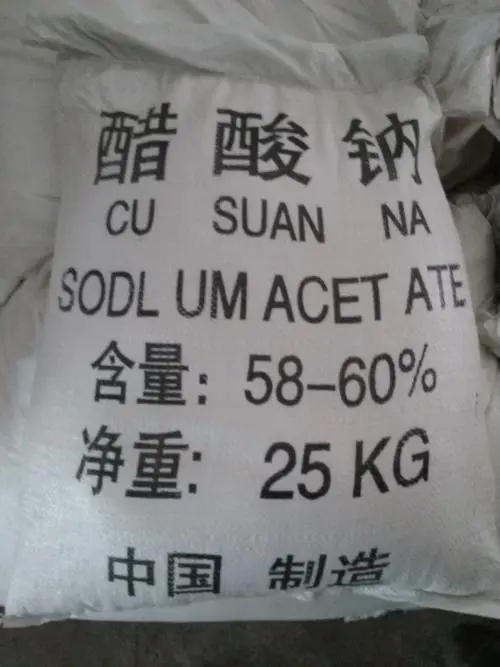 醋酸钠
CU SUAN NA
SODL UM ACET ATE
含量: 58-60%
净重: 25 KG
中国 制造